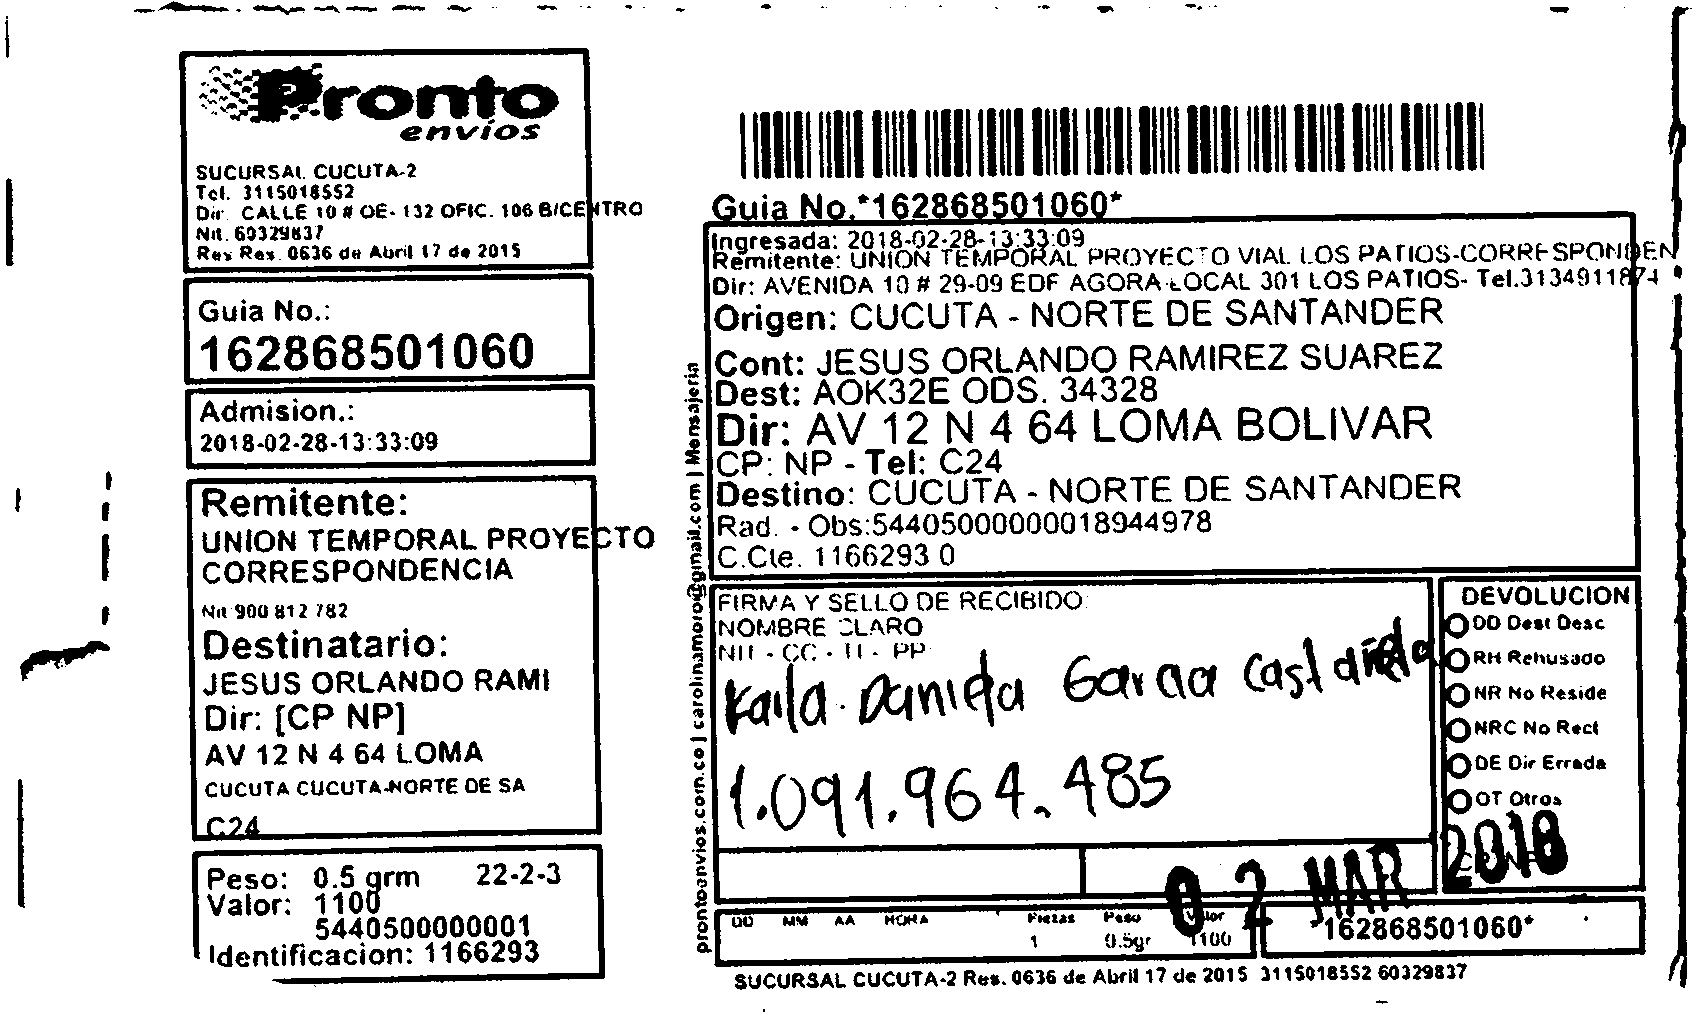 Pronto
envíos
SUCURSAL CUCUTA-2
Tel. 3115018552
Dir. CALLE 10 # OE- 132 OFIC. 106 B/CENTRO
Nit. 60329837
Res Res. 0636 de Abril 17 de 2015
Guia No.:
162868501060
Admision.:
2018-02-28-13:33:09
Remitente:
UNION TEMPORAL PROYECTO
CORRESPONDENCIA
Nit 900 812 782
Destinatario:
JESUS ORLANDO RAMI
Dir: [CP NP]
AV 12 N 4 64 LOMA
CUCUTA CUCUTA-NORTE DE SA
C24
Peso: 0.5 grm 22-2-3
Valor: 1100
5440500000001
Identificacion: 1166293
prontoenvios.com.co | carolinamoro@gmail.com | Mensajeria
Guia No.*162868501060*
Ingresada: 2018-02-28-13:33:09
Remitente: UNION TEMPORAL PROYECTO VIAL LOS PATIOS-CORRESPONDEN
Dir: AVENIDA 10 # 29-09 EDF AGORA-LOCAL 301 LOS PATIOS- Tel.3134911874
Origen: CUCUTA - NORTE DE SANTANDER
Cont: JESUS ORLANDO RAMIREZ SUAREZ
Dest: AOK32E ODS. 34328
Dir: AV 12 N 4 64 LOMA BOLIVAR
CP: NP - Tel: C24
Destino: CUCUTA - NORTE DE SANTANDER
Rad. - Obs:54405000000018944978
C.Cte. 1166293 0
FIRMA Y SELLO DE RECIBIDO:
NOMBRE CLARO
NIT - CC - TI - PP
Kaila Daniela Garcia Castañeda
1.091.964.485
DEVOLUCION
DD Dest Desc
RH Rehusado
NR No Reside
NRC No Recl
DE Dir Errada
OT Otros
02 MAR 2018
DD MM AA HORA Piezas Peso Valor
1 0.5gr 1100
*162868501060*
SUCURSAL CUCUTA-2 Res. 0636 de Abril 17 de 2015 3115018552 60329837